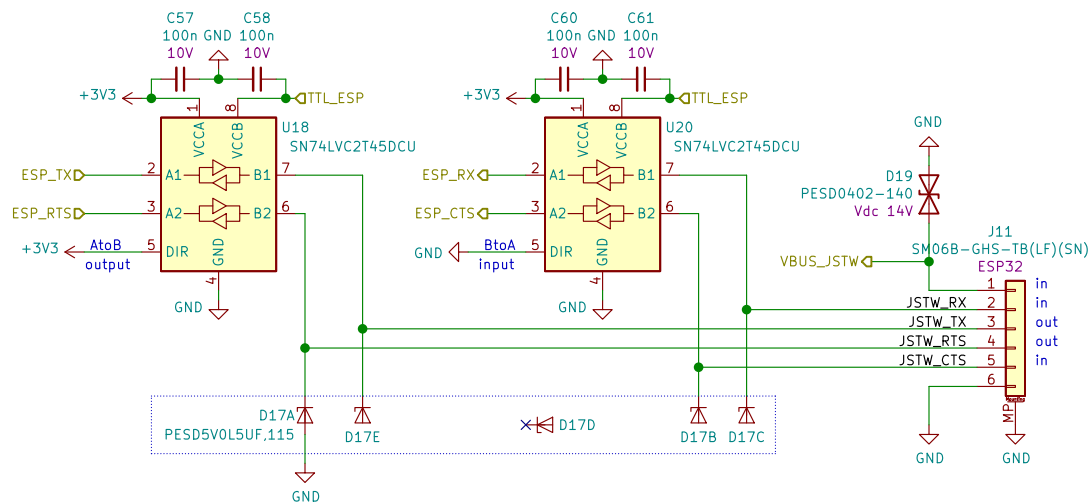 C57
100n
10V
GND
C58
100n
10V
+3V3
TTL_ESP
1
8
VCCA
VCCB
U18
SN74LVC2T45DCU
ESP_TX
2
A1
B1
7
ESP_RTS
3
A2
B2
6
+3V3
AtoB
output
5
DIR
GND
4
GND
C60
100n
10V
GND
C61
100n
10V
+3V3
TTL_ESP
1
8
VCCA
VCCB
U20
SN74LVC2T45DCU
ESP_RX
2
A1
B1
7
ESP_CTS
3
A2
B2
6
GND
BtoA
input
5
DIR
GND
4
GND
GND
D19
PESD0402-140
Vdc 14V
VBUS_JSTW
J11
SM06B-GHS-TB(LF)(SN)
ESP32
1
in
JSTW_RX
2
in
JSTW_TX
3
out
JSTW_RTS
4
out
JSTW_CTS
5
in
6
MP
GND
GND
D17A
PESD5V0L5UF,115
D17E
D17D
D17B
D17C
GND